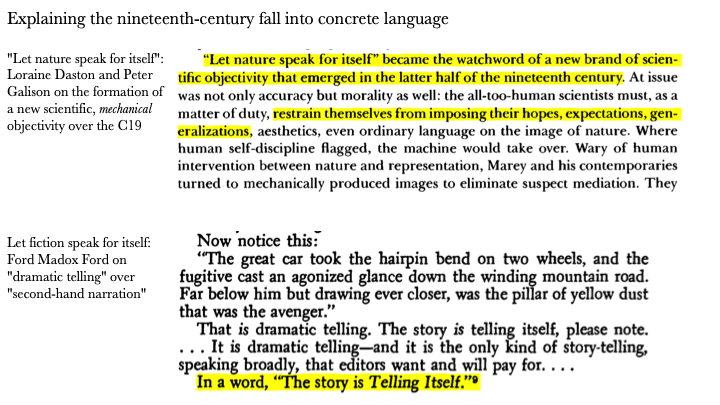 Explaining the nineteenth-century fall into concrete language
"Let nature speak for itself":
Loraine Daston and Peter
Galison on the formation of
a new scientific, mechanical
objectivity over the C19
“Let nature speak for itself” became the watchword of a new brand of scien-
tific objectivity that emerged in the latter half of the nineteenth century. At issue
was not only accuracy but morality as well: the all-too-human scientists must, as a
matter of duty, restrain themselves from imposing their hopes, expectations, gen-
eralizations, aesthetics, even ordinary language on the image of nature. Where
human self-discipline flagged, the machine would take over. Wary of human
intervention between nature and representation, Marey and his contemporaries
turned to mechanically produced images to eliminate suspect mediation. They
Let fiction speak for itself:
Ford Madox Ford on
"dramatic telling" over
"second-hand narration"
Now notice this:
“The great car took the hairpin bend on two wheels, and the
fugitive cast an agonized glance down the winding mountain road.
Far below him but drawing ever closer, was the pillar of yellow dust
that was the avenger.”
That is dramatic telling. The story is telling itself, please note.
. . . It is dramatic telling—and it is the only kind of story-telling,
speaking broadly, that editors want and will pay for. . . .
In a word, “The story is Telling Itself.”⁹